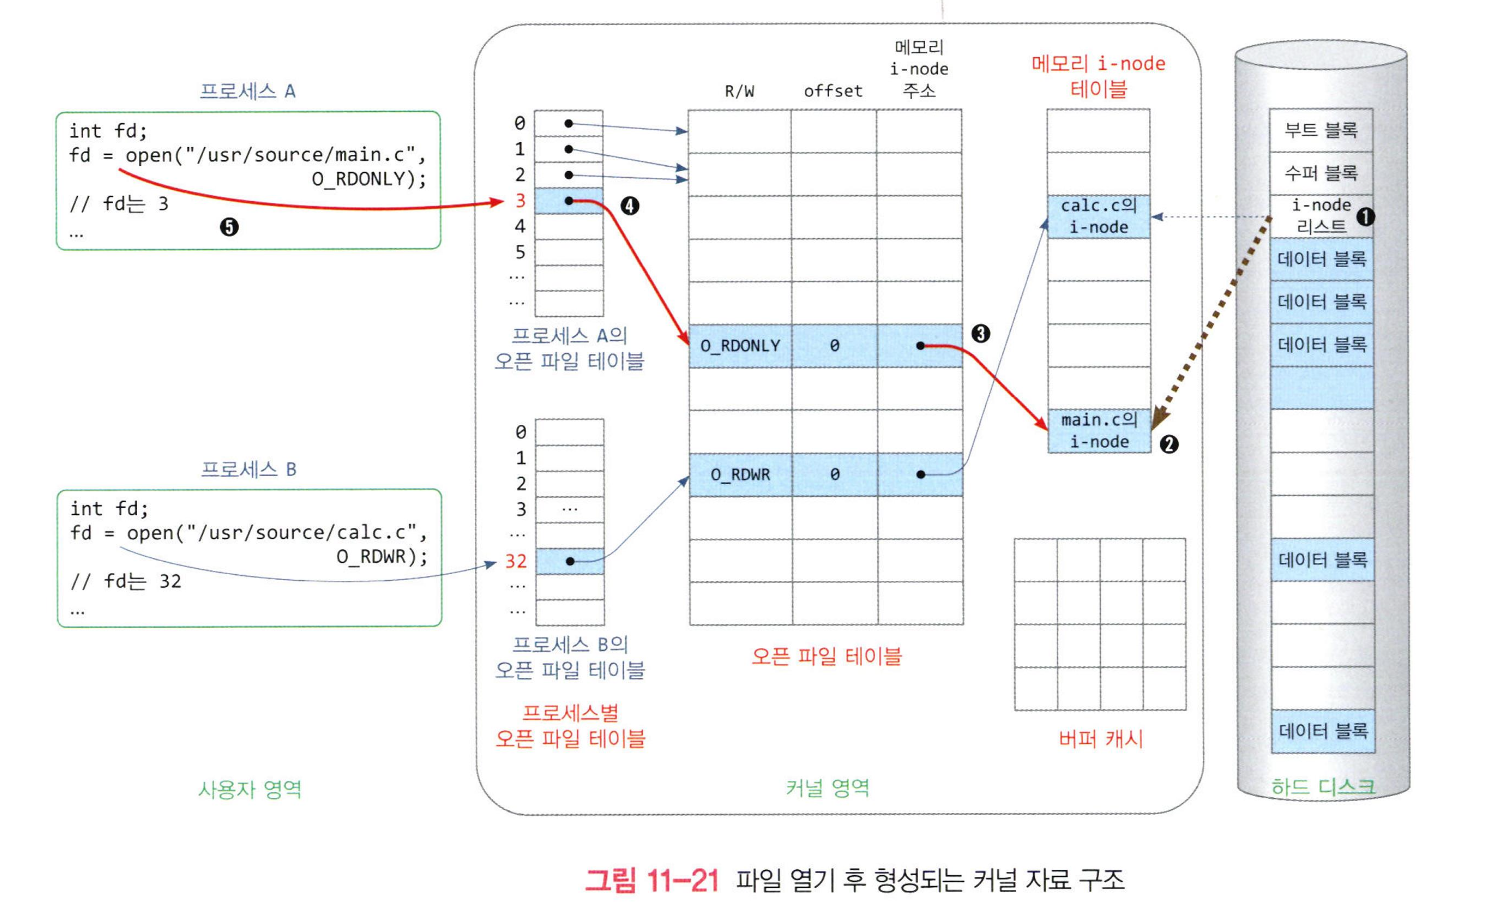 프로세스 A
int fd;
fd = open("/usr/source/main.c",
O_RDONLY);
// fd는 3
...
❺
프로세스 B
int fd;
fd = open("/usr/source/calc.c",
O_RDWR);
// fd는 32
...
사용자 영역
0
1
2
3
4
5
...
...
❹
프로세스 A의
오픈 파일 테이블
0
1
2
3
...
...
32
...
...
프로세스 B의
오픈 파일 테이블
프로세스별
오픈 파일 테이블
R/W
offset
메모리
i-node
주소
O_RDONLY
0
❸
O_RDWR
0
오픈 파일 테이블
커널 영역
메모리 i-node
테이블
calc.c의
i-node
main.c의
i-node
❷
버퍼 캐시
부트 블록
수퍼 블록
i-node
리스트
❶
데이터 블록
데이터 블록
데이터 블록
데이터 블록
데이터 블록
하드 디스크
그림 11-21 파일 열기 후 형성되는 커널 자료 구조